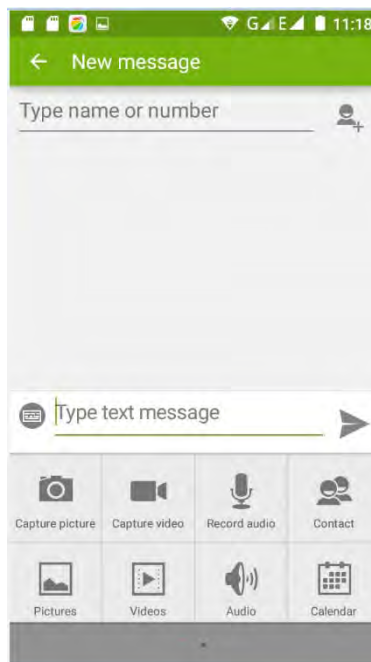 G E 11:18
New message
Type name or number
Type text message
Capture picture Capture video Record audio Contact
Pictures Videos Audio Calendar